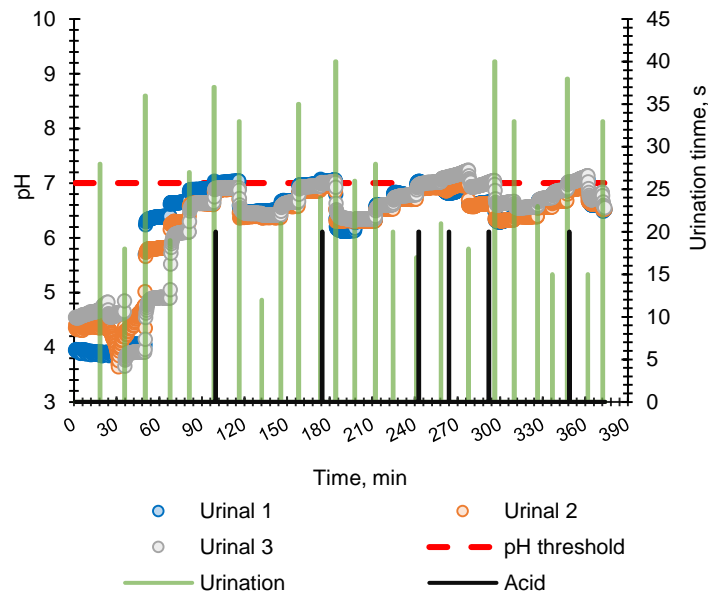 10
9
8
7
6
5
4
3
pH
45
40
35
30
25
20
15
10
5
0
Urination tinme, s
0 30 60 90 120 150 180 210 240 270 300 330 360 390
Time, min
Urinal 1 Urinal 2
Urinal 3 pH threshold
Urination Acid